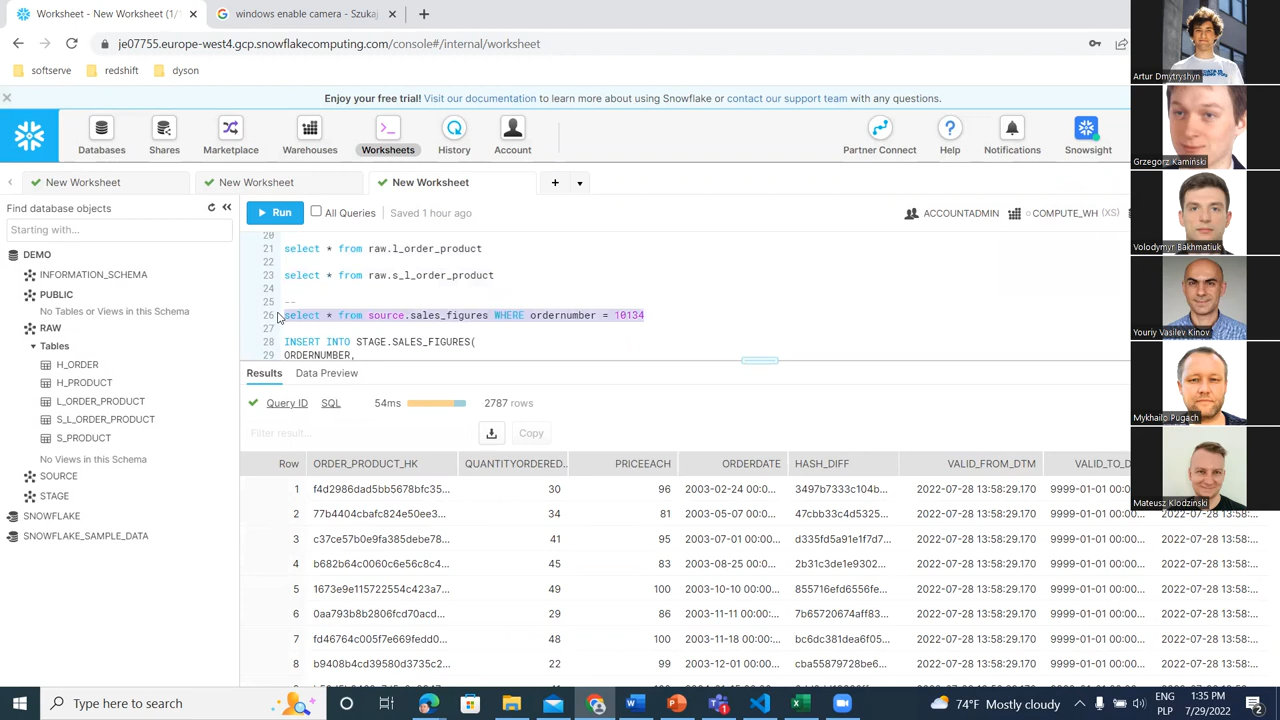 Worksheet - New Worksheet (1/
windows enable camera - Szukaj
je07755.europe-west4.gcp.snowflakecomputing.com/console#/internal/worksheet
softserve redshift dyson
Enjoy your free trial! Visit our documentation to learn more about using Snowflake or contact our support team with any questions.
Databases Shares Marketplace Warehouses Worksheets History Account Partner Connect Help Notifications Snowsight
New Worksheet New Worksheet New Worksheet
Find database objects
Starting with...
DEMO
INFORMATION_SCHEMA
PUBLIC
No Tables or Views in this Schema
RAW
Tables
H_ORDER
H_PRODUCT
L_ORDER_PRODUCT
S_L_ORDER_PRODUCT
S_PRODUCT
No Views in this Schema
SOURCE
STAGE
SNOWFLAKE
SNOWFLAKE_SAMPLE_DATA
Run All Queries Saved 1 hour ago ACCOUNTADMIN COMPUTE_WH (XS)
20
21 select * from raw.l_order_product
22
23 select * from raw.s_l_order_product
24
25 --
26 select * from source.sales_figures WHERE ordernumber = 10134
27
28 INSERT INTO STAGE.SALES_FIGURES(
29 ORDERNUMBER,
Results Data Preview
Query ID SQL 54ms 2787 rows
Filter result... Copy
Row ORDER_PRODUCT_HK QUANTITYORDERED... PRICEEACH ORDERDATE HASH_DIFF VALID_FROM_DTM VALID_TO_D
1 f4d2986dad5bb5678bfc35... 30 96 2003-02-24 00:0... 3497b7333c104b... 2022-07-28 13:58:29.170 9999-01-01 00:00... 2022-07-28 13:58:...
2 77b4404cbafc824e50ee3... 34 81 2003-05-07 00:0... 47cbb33c4d5325... 2022-07-28 13:58:29.170 9999-01-01 00:00... 2022-07-28 13:58:...
3 c37ce57b0e9fa385debe78... 41 95 2003-07-01 00:0... d335fd5a91e1f7d7... 2022-07-28 13:58:29.170 9999-01-01 00:00... 2022-07-28 13:58:...
4 b682b64c0060c6e56c8c4... 45 83 2003-08-25 00:0... 2b31c3de1e9302... 2022-07-28 13:58:29.170 9999-01-01 00:00... 2022-07-28 13:58:...
5 1673e9e115722554c423a7... 49 100 2003-10-10 00:00... 855716efd6556fe... 2022-07-28 13:58:29.170 9999-01-01 00:00... 2022-07-28 13:58:...
6 0aa793b8b2806fcd70acd... 29 86 2003-11-11 00:00:... 7b65720674aff83... 2022-07-28 13:58:29.170 9999-01-01 00:00... 2022-07-28 13:58:...
7 fd46764c005f7e669fedd0... 48 100 2003-11-18 00:00... bc6dc381dea6f05... 2022-07-28 13:58:29.170 9999-01-01 00:00... 2022-07-28 13:58:...
8 b9408b4cd39580d3735c... 22 99 2003-12-01 00:00... cba55879728be6... 2022-07-28 13:58:29.170 9999-01-01 00:00... 2022-07-28 13:58:...
Artur Dmytryshyn
Grzegorz Kamiński
Volodymyr Bakhmatiuk
Youriy Vasilev Kinov
Mykhailo Pugach
Mateusz Klodzinski
Type here to search
74°F Mostly cloudy
ENG
PLP
1:35 PM
7/29/2022
2